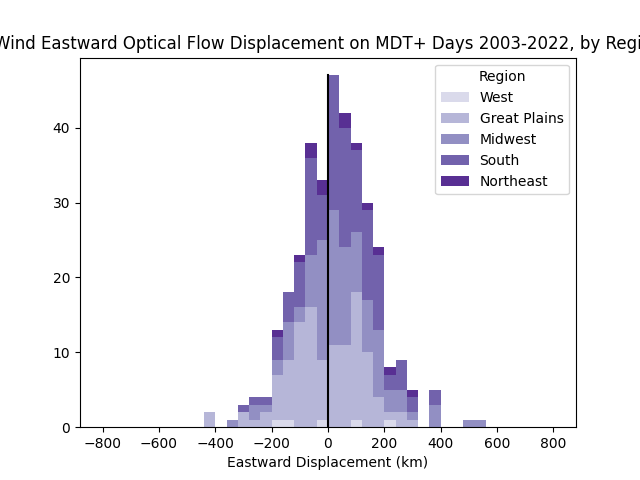 Wind Eastward Optical Flow Displacement on MDT+ Days 2003-2022, by
Region
West
Great Plains
Midwest
South
Northeast
40
30
20
10
0
−800 −600 −400 −200 0 200 400 600 800
Eastward Displacement (km)